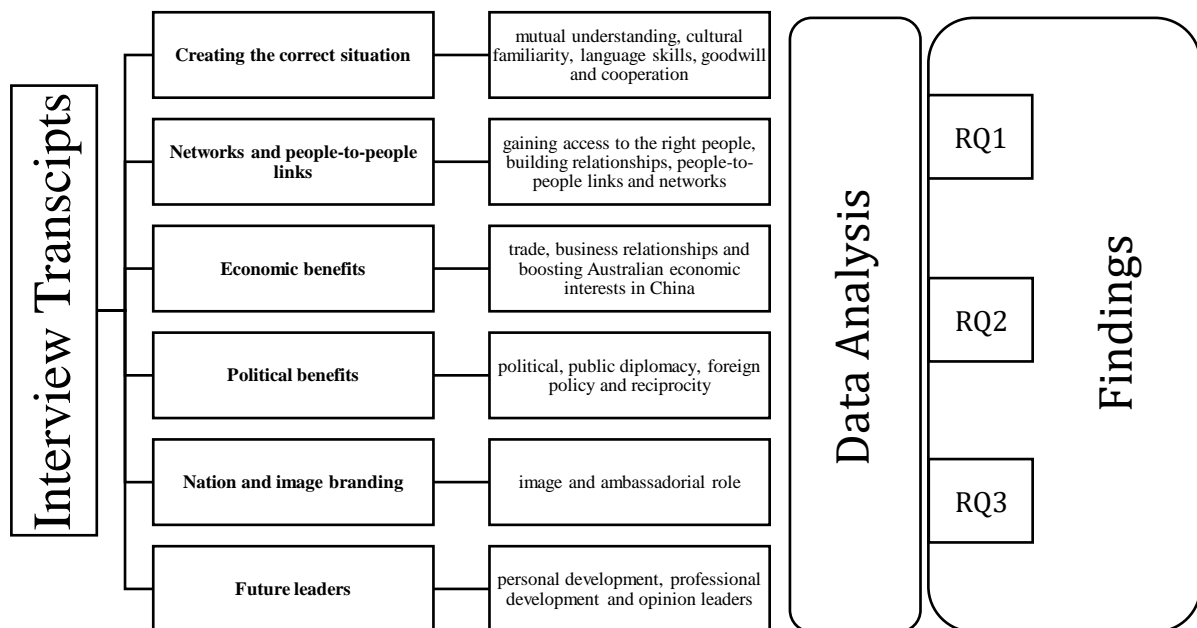 Interview Transcipts
Creating the correct situation
mutual understanding, cultural
familiarity, language skills, goodwill
and cooperation
Networks and people-to-people
links
gaining access to the right people,
building relationships, people-to-
people links and networks
Economic benefits
trade, business relationships and
boosting Australian economic
interests in China
Political benefits
political, public diplomacy, foreign
policy and reciprocity
Nation and image branding
image and ambassadorial role
Future leaders
personal development, professional
development and opinion leaders
Data Analysis
RQ1
RQ2
RQ3
Findings